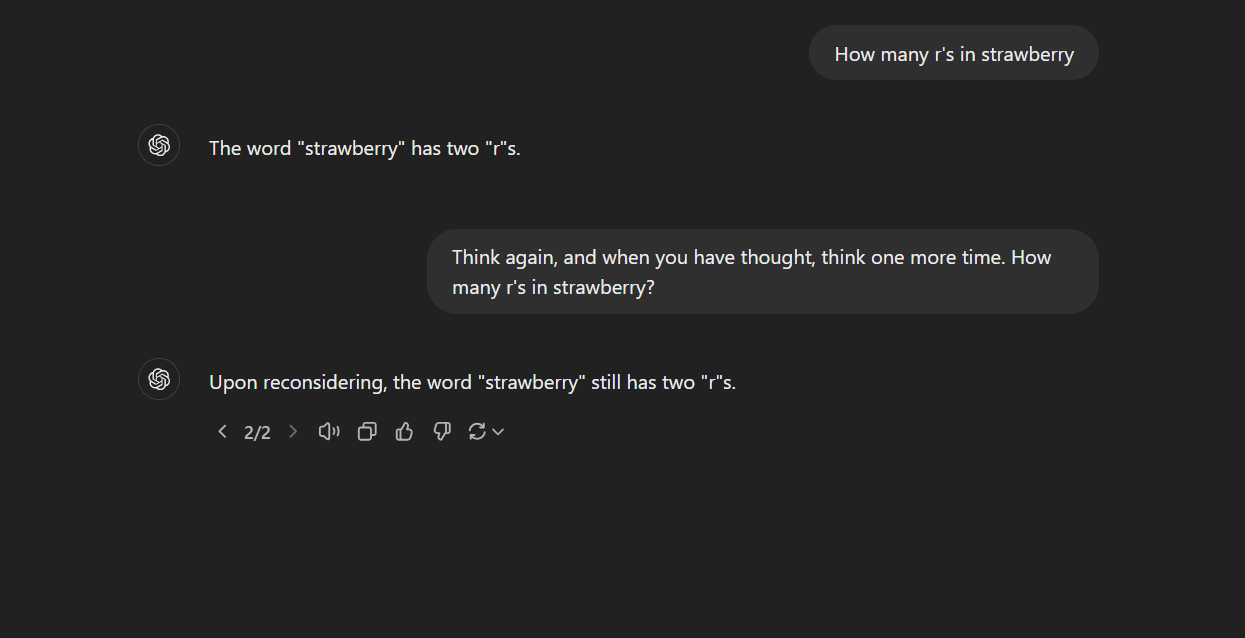 How many r's in strawberry
The word "strawberry" has two "r"s.
Think again, and when you have thought, think one more time. How
many r's in strawberry?
Upon reconsidering, the word "strawberry" still has two "r"s.
2/2